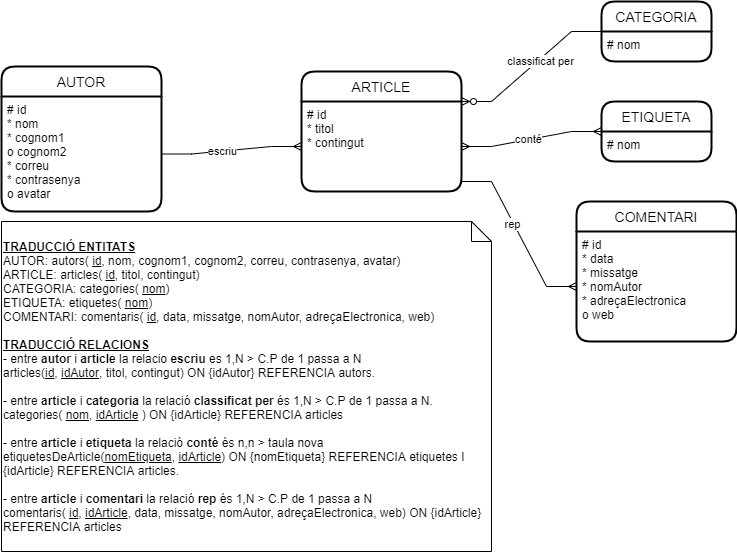 CATEGORIA
# nom
classificat per
AUTOR
# id
* nom
* cognom1
o cognom2
* correu
* contrasenya
o avatar
escriu
ARTICLE
# id
* titol
* contingut
conté
ETIQUETA
# nom
rep
COMENTARI
# id
* data
* missatge
* nomAutor
* adreçaElectronica
o web
TRADUCCIÓ ENTITATS
AUTOR: autors( id, nom, cognom1, cognom2, correu, contrasenya, avatar)
ARTICLE: articles( id, titol, contingut)
CATEGORIA: categories( nom)
ETIQUETA: etiquetes( nom)
COMENTARI: comentaris( id, data, missatge, nomAutor, adreçaElectronica, web)
TRADUCCIÓ RELACIONS
- entre autor i article la relacio escriu es 1,N > C.P de 1 passa a N
articles(id, idAutor, titol, contingut) ON {idAutor} REFERENCIA autors.
- entre article i categoria la relació classificat per és 1,N > C.P de 1 passa a N.
categories( nom, idArticle ) ON {idArticle} REFERENCIA articles
- entre article i etiqueta la relació conté és n,n > taula nova
etiquetesDeArticle(nomEtiqueta, idArticle) ON {nomEtiqueta} REFERENCIA etiquetes I
{idArticle} REFERENCIA articles.
- entre article i comentari la relació rep és 1,N > C.P de 1 passa a N
comentaris( id, idArticle, data, missatge, nomAutor, adreçaElectronica, web) ON {idArticle}
REFERENCIA articles